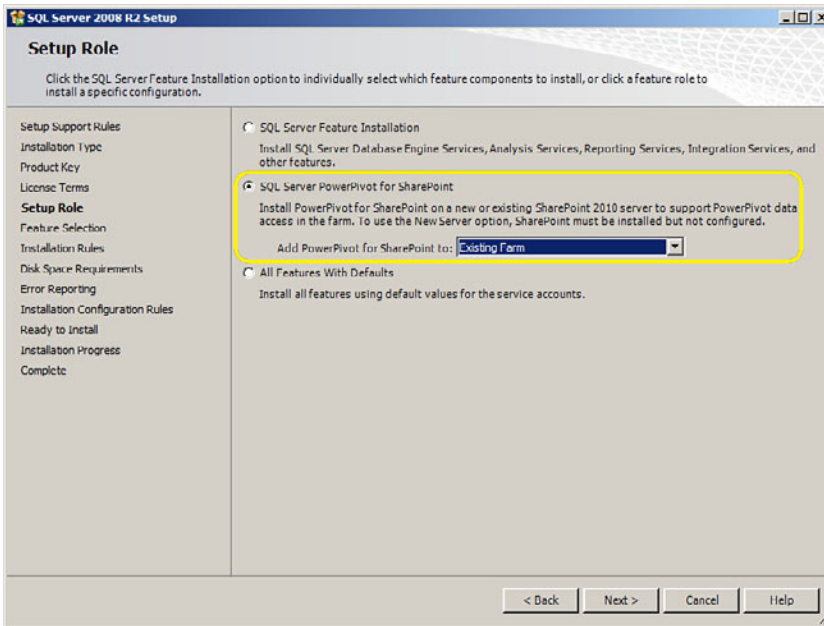 SQL Server 2008 R2 Setup
Setup Role
Click the SQL Server Feature Installation option to individually select which feature components to install, or click a feature role to
install a specific configuration.
Setup Support Rules
Installation Type
Product Key
License Terms
Setup Role
Feature Selection
Installation Rules
Disk Space Requirements
Error Reporting
Installation Configuration Rules
Ready to Install
Installation Progress
Complete
SQL Server Feature Installation
Install SQL Server Database Engine Services, Analysis Services, Reporting Services, Integration Services, and
other features.
SQL Server PowerPivot for SharePoint
Install PowerPivot for SharePoint on a new or existing SharePoint 2010 server to support PowerPivot data
access in the farm. To use the New Server option, SharePoint must be installed but not configured.
Add PowerPivot for SharePoint to: Existing Farm
All Features With Defaults
Install all features using default values for the service accounts.
< Back Next > Cancel Help